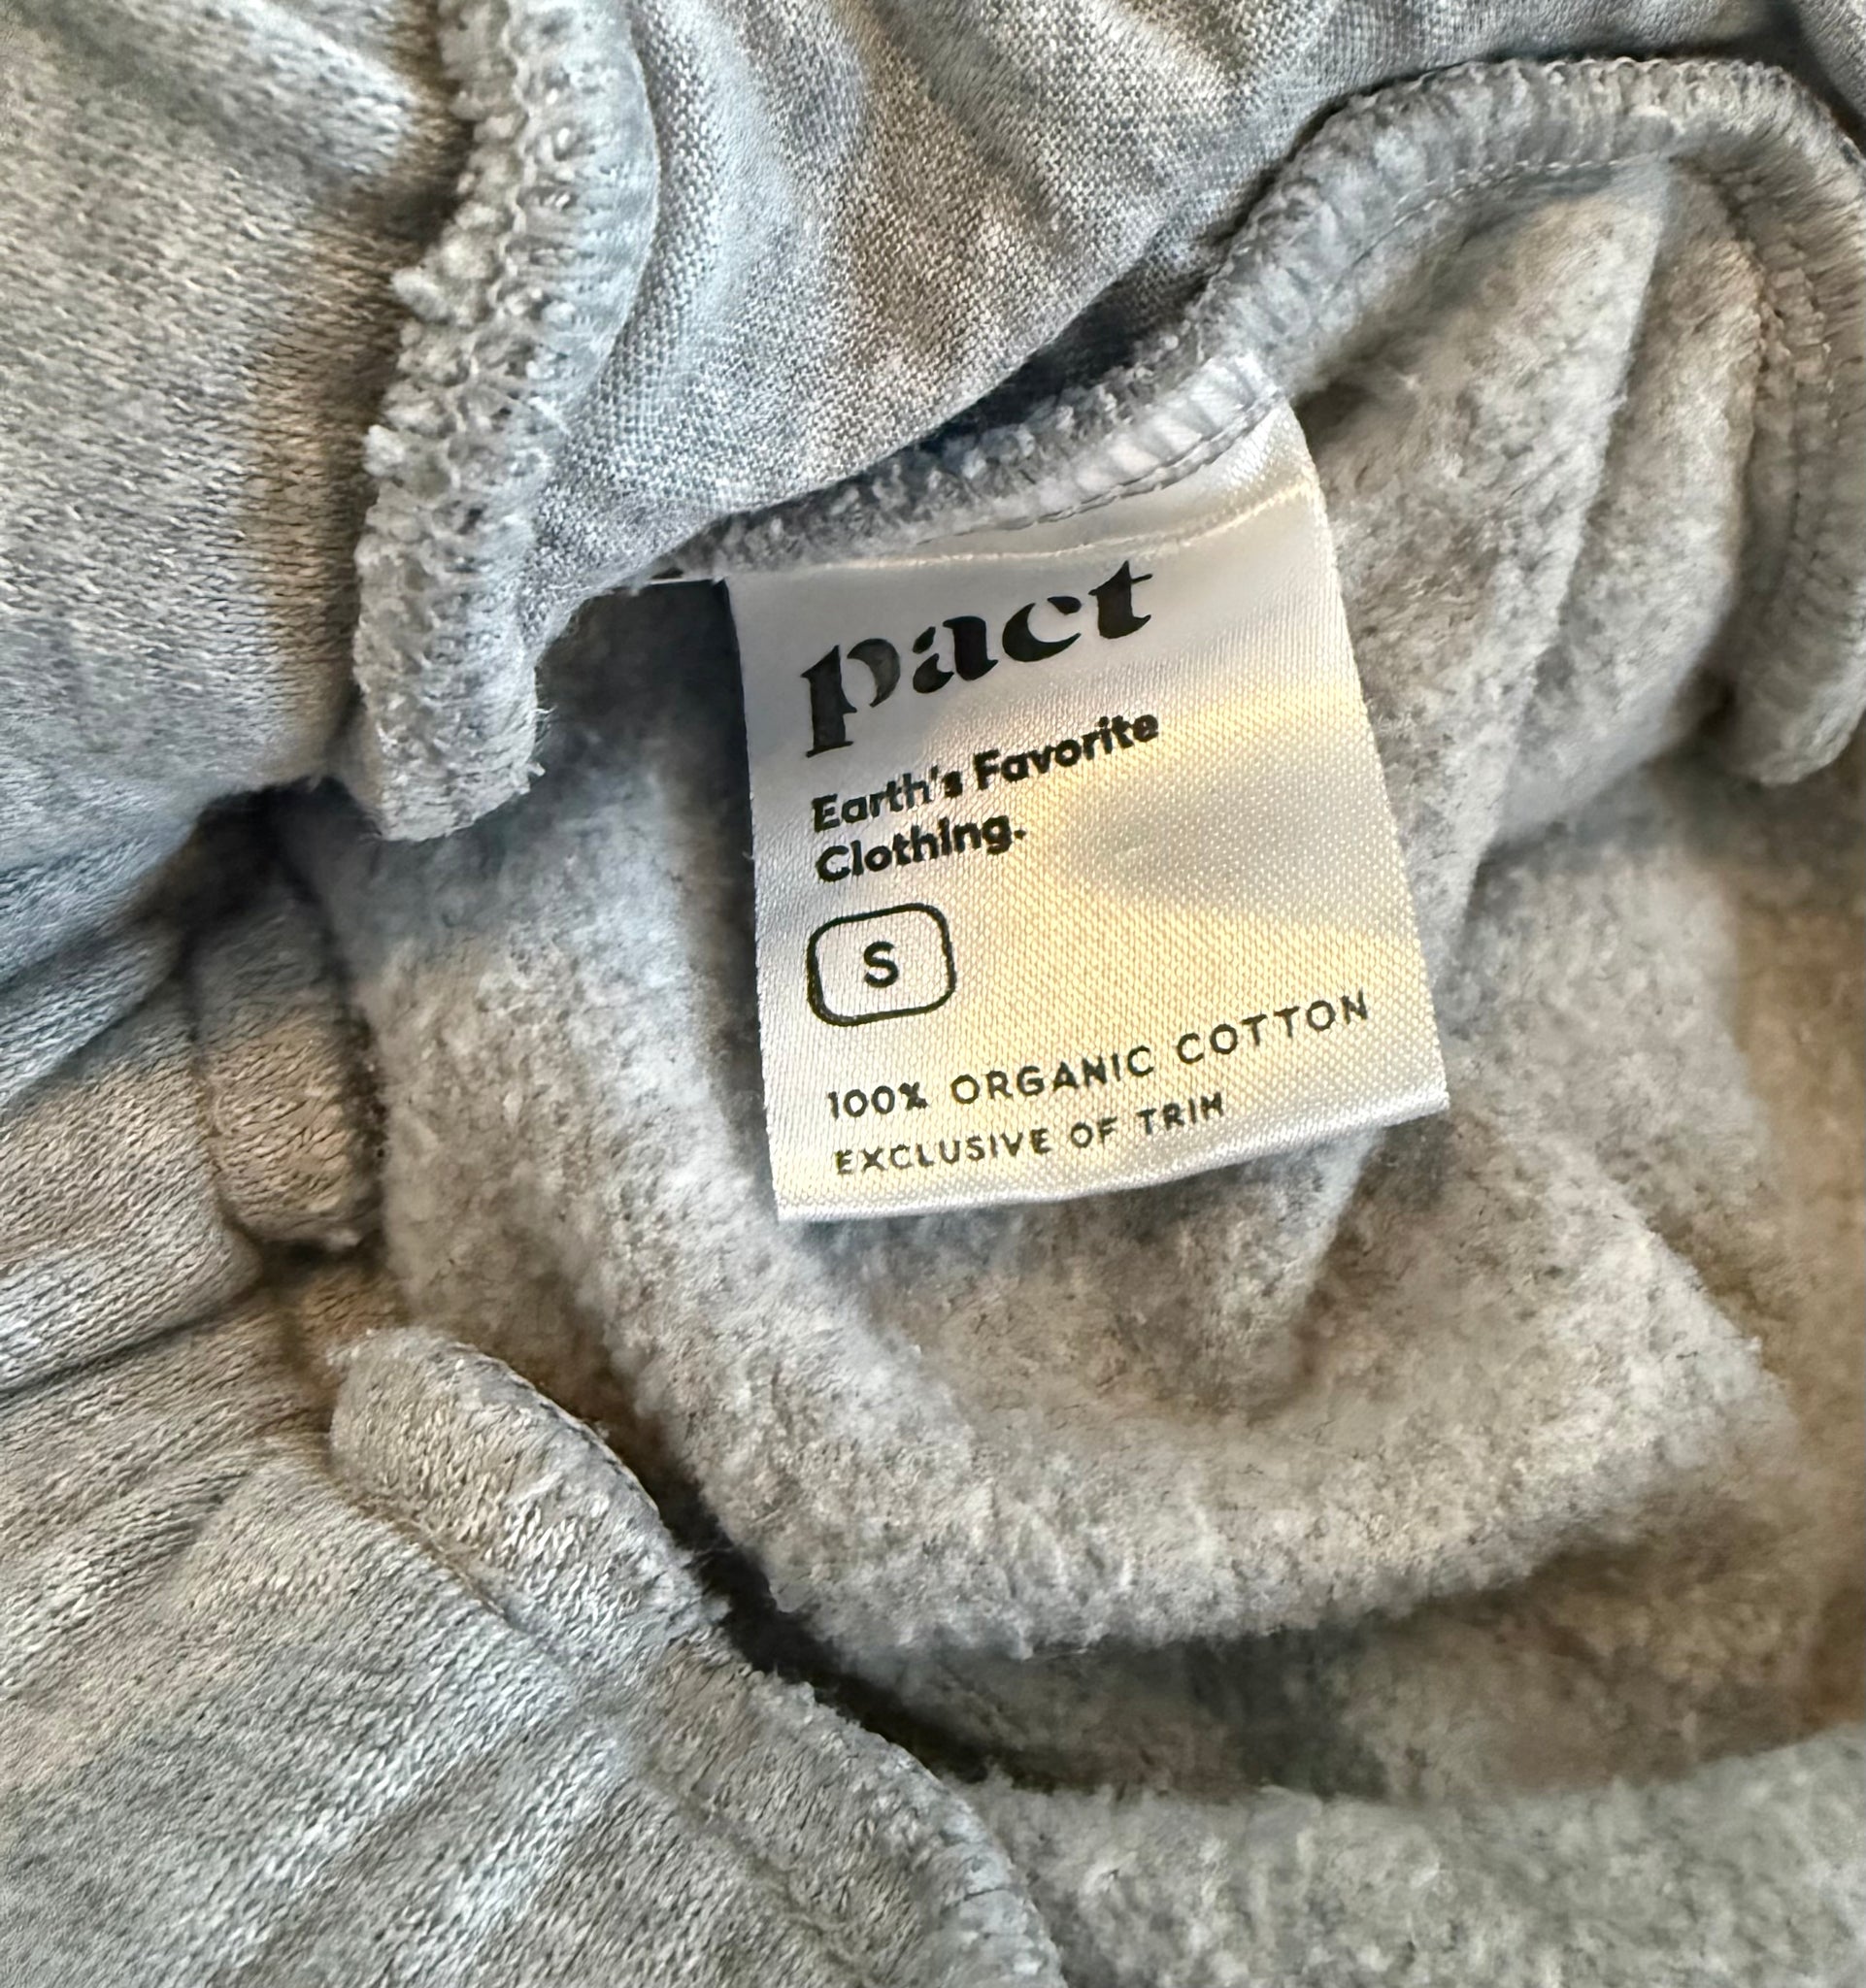 pact
Earth's Favorite
Clothing.
S
100% ORGANIC COTTON
EXCLUSIVE OF TRIM